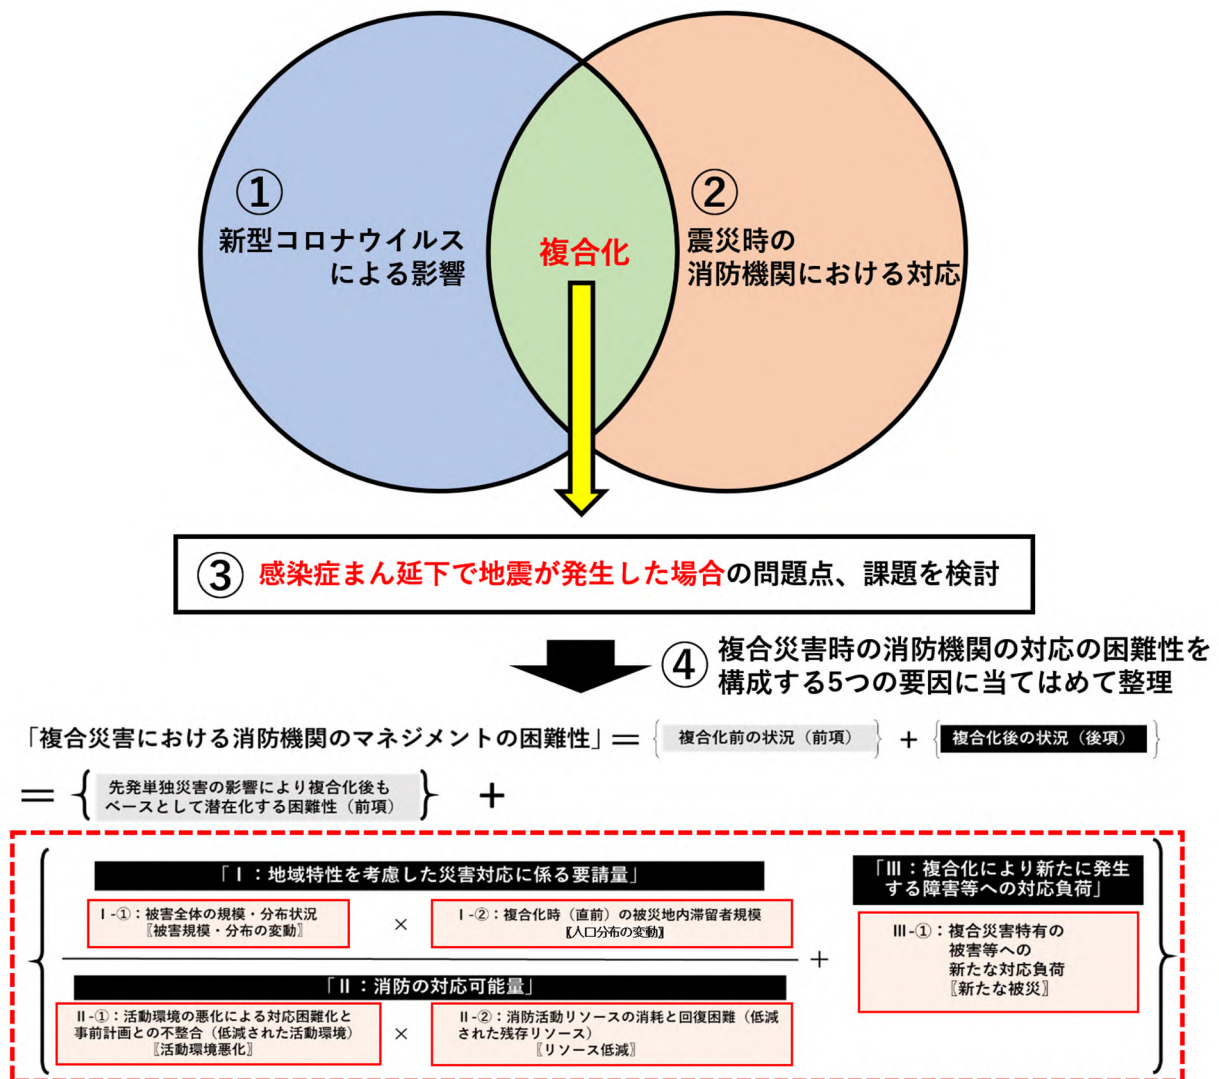 ①
新型コロナウイルス
による影響
複合化
②
震災時の
消防機関における対応
③ 感染症まん延下で地震が発生した場合の問題点、課題を検討
④ 複合災害時の消防機関の対応の困難性を
構成する5つの要因に当てはめて整理
「複合災害における消防機関のマネジメントの困難性」＝｛複合化前の状況（前項）｝＋｛複合化後の状況（後項）｝
＝｛先発単独災害の影響により複合化後も
ベースとして潜在化する困難性（前項）｝＋
「Ⅰ：地域特性を考慮した災害対応に係る要請量」
Ⅰ-①：被害全体の規模・分布状況
〖被害規模・分布の変動〗
×
Ⅰ-②：複合化時（直前）の被災地内滞留者規模
〖人口分布の変動〗
「Ⅱ：消防の対応可能量」
Ⅱ-①：活動環境の悪化による対応困難化と
事前計画との不整合（低減された活動環境）
〖活動環境悪化〗
×
Ⅱ-②：消防活動リソースの消耗と回復困難（低減
された残存リソース）
〖リソース低減〗
＋
「Ⅲ：複合化により新たに発生
する障害等への対応負荷」
Ⅲ-①：複合災害特有の
被害等への
新たな対応負荷
〖新たな被災〗